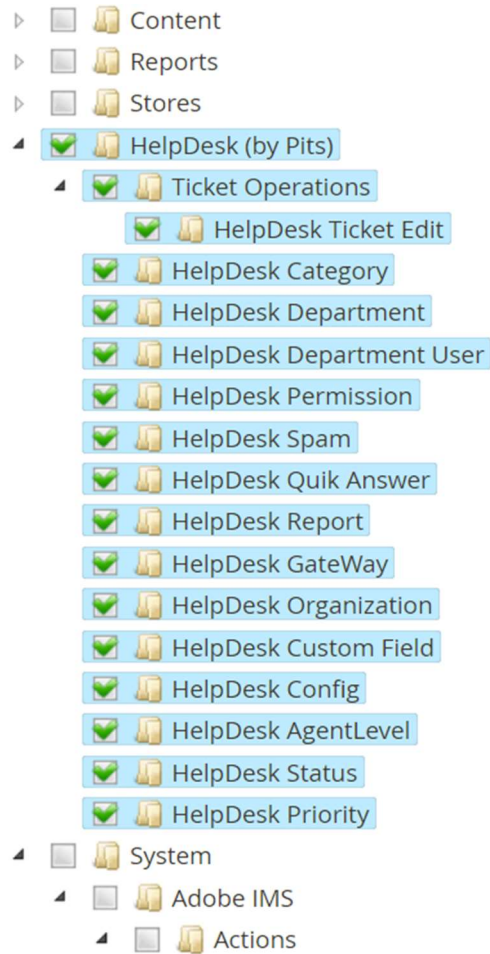 Content
Reports
Stores
HelpDesk (by Pits)
Ticket Operations
HelpDesk Ticket Edit
HelpDesk Category
HelpDesk Department
HelpDesk Department User
HelpDesk Permission
HelpDesk Spam
HelpDesk Quik Answer
HelpDesk Report
HelpDesk GateWay
HelpDesk Organization
HelpDesk Custom Field
HelpDesk Config
HelpDesk AgentLevel
HelpDesk Status
HelpDesk Priority
System
Adobe IMS
Actions